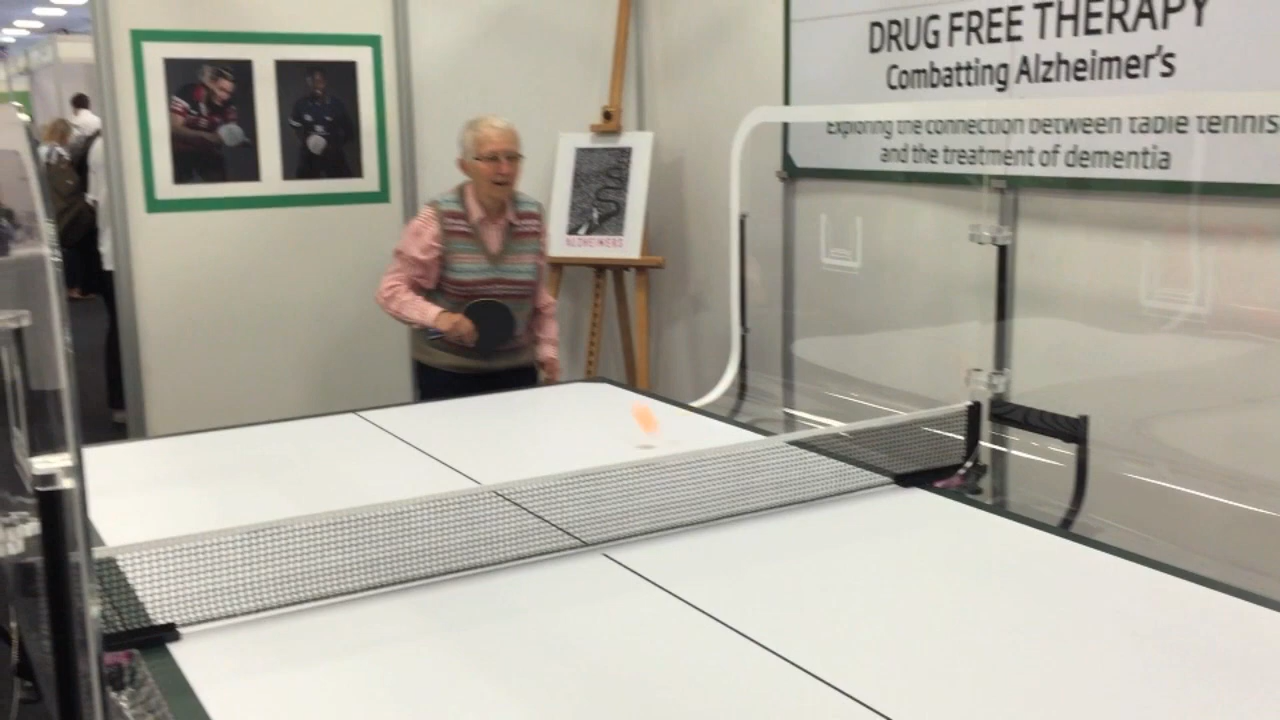 DRUG FREE THERAPY
Combatting Alzheimer's
Exploring the connection between table tennis
and the treatment of dementia
ALZHEIMERS